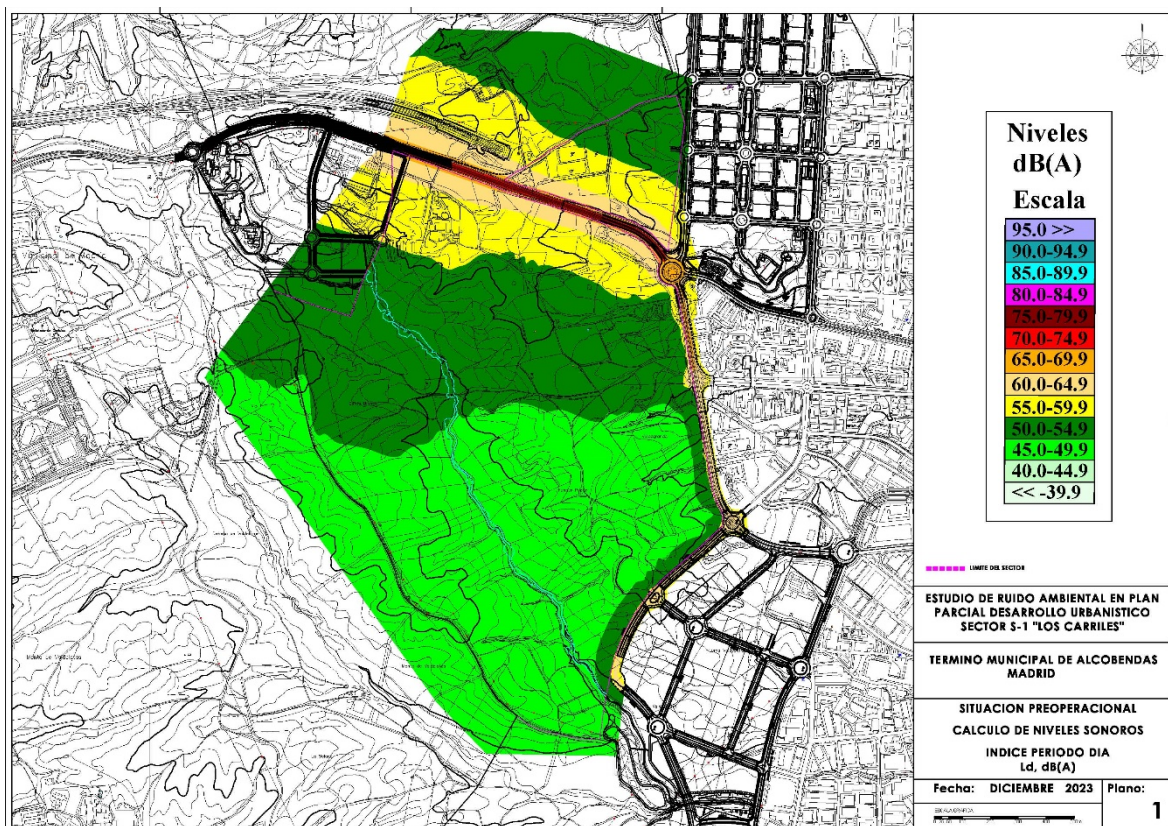 Niveles
dB(A)
Escala
95.0 >>
90.0-94.9
85.0-89.9
80.0-84.9
75.0-79.9
70.0-74.9
65.0-69.9
60.0-64.9
55.0-59.9
50.0-54.9
45.0-49.9
40.0-44.9
<< -39.9
LIMITE DEL SECTOR
ESTUDIO DE RUIDO AMBIENTAL EN PLAN
PARCIAL DESARROLLO URBANISTICO
SECTOR S-1 "LOS CARRILES"
TERMINO MUNICIPAL DE ALCOBENDAS
MADRID
SITUACION PREOPERACIONAL
CALCULO DE NIVELES SONOROS
INDICE PERIODO DIA
Ld, dB(A)
Fecha: DICIEMBRE 2023
Plano:
1
ESCALA GRAFICA